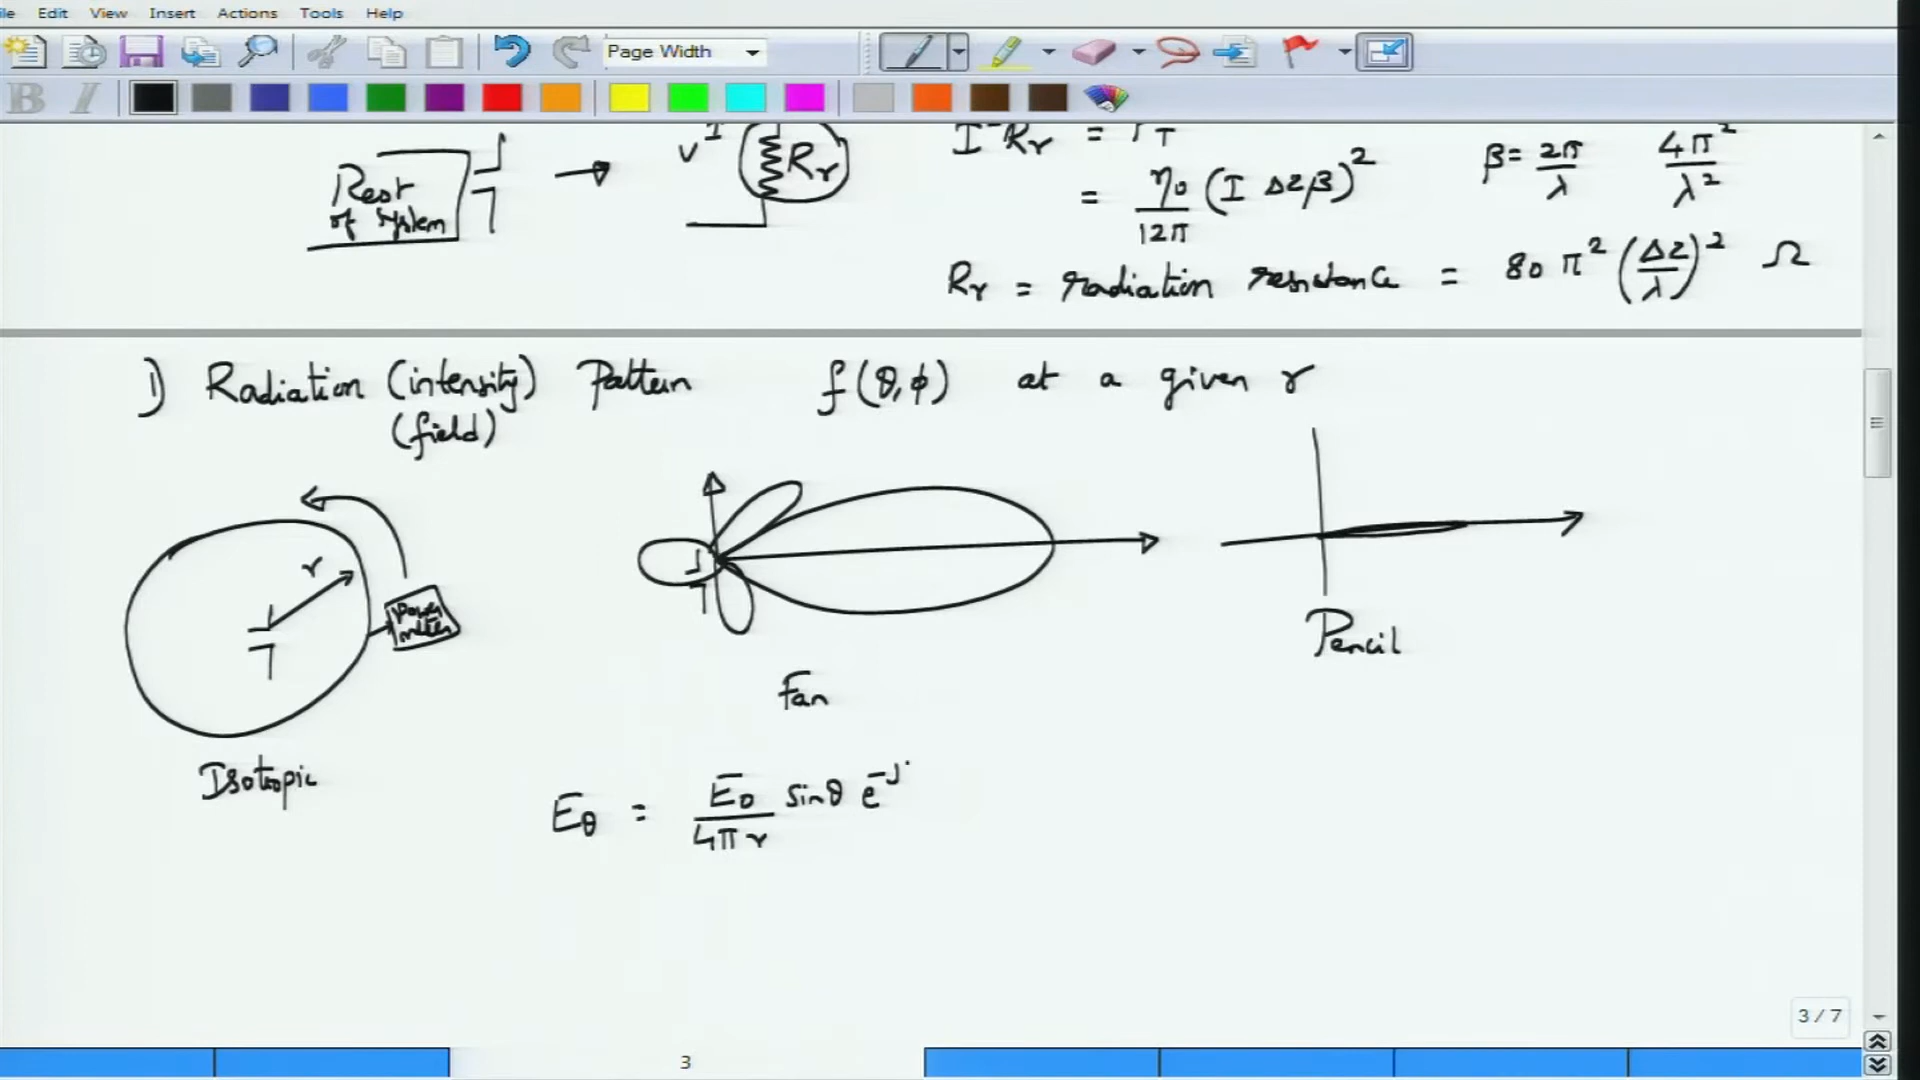 File Edit View Insert Actions Tools Help
Page Width
B I
Rest
of system
V I Rr
I²Rr = PT
= η0/12π (I Δz β)²
β = 2π/λ 4π²/λ²
Rr = radiation resistance = 80 π² (Δz/λ)² Ω
1) Radiation (intensity) Pattern f(θ,φ) at a given r
(field)
r
Power
meter
Isotropic
Fan
Pencil
Eθ = E0/4πr sinθ e^-j
3 / 7
3